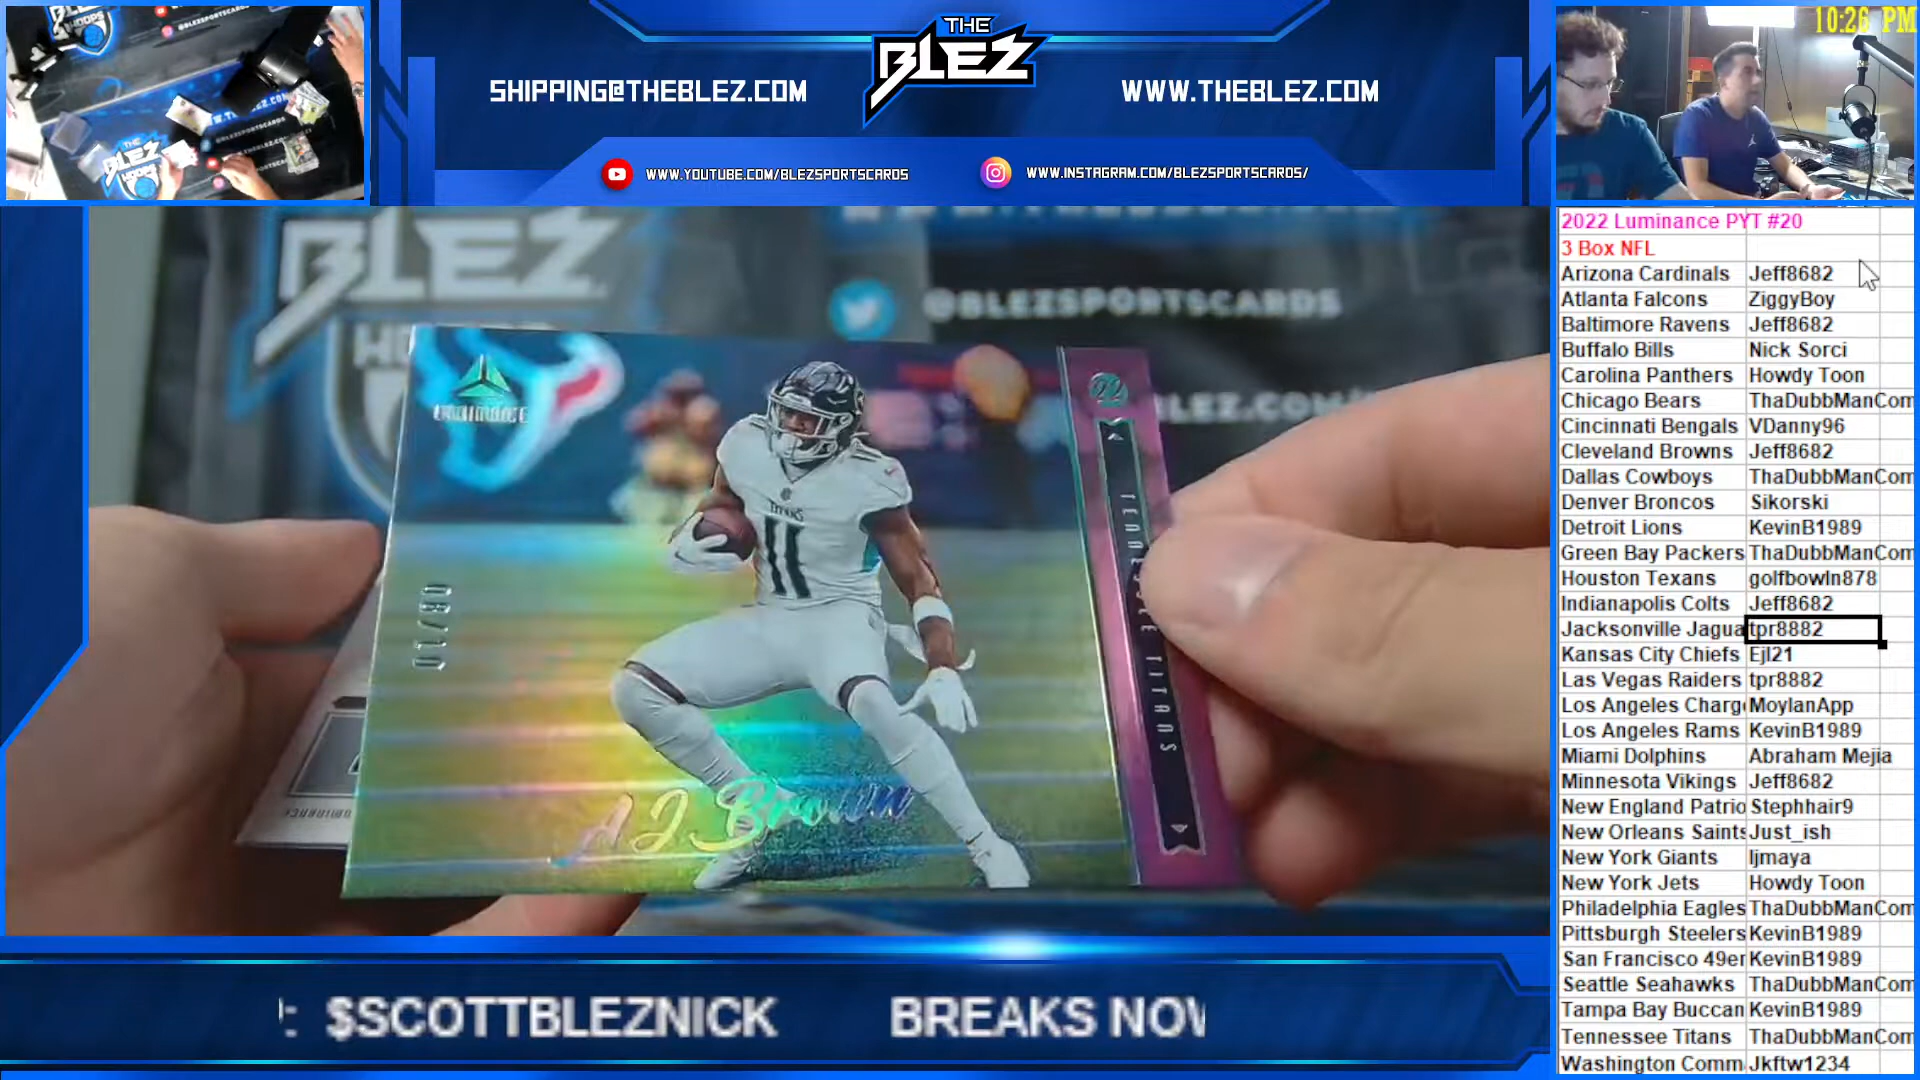 THE
BLEZ
SHIPPING@THEBLEZ.COM
WWW.THEBLEZ.COM
WWW.YOUTUBE.COM/BLEZSPORTSCARDS
WWW.INSTAGRAM.COM/BLEZSPORTSCARDS/
10:26 PM
BLEZ
@BLEZSPORTSCARDS
LUMINANCE
22
11
TITANS
TENNESSEE TITANS
A J Brown
$SCOTTBLEZNICK
BREAKS NOW
2022 Luminance PYT #20
3 Box NFL
Arizona Cardinals Jeff8682
Atlanta Falcons ZiggyBoy
Baltimore Ravens Jeff8682
Buffalo Bills Nick Sorci
Carolina Panthers Howdy Toon
Chicago Bears ThaDubbManCom
Cincinnati Bengals VDanny96
Cleveland Browns Jeff8682
Dallas Cowboys ThaDubbManCom
Denver Broncos Sikorski
Detroit Lions KevinB1989
Green Bay Packers ThaDubbManCom
Houston Texans golfbowln878
Indianapolis Colts Jeff8682
Jacksonville Jagua tpr8882
Kansas City Chiefs Ejl21
Las Vegas Raiders tpr8882
Los Angeles Charg MoylanApp
Los Angeles Rams KevinB1989
Miami Dolphins Abraham Mejia
Minnesota Vikings Jeff8682
New England Patrio Stephhair9
New Orleans Saints Just_ish
New York Giants ljmaya
New York Jets Howdy Toon
Philadelphia Eagles ThaDubbManCom
Pittsburgh Steelers KevinB1989
San Francisco 49er KevinB1989
Seattle Seahawks ThaDubbManCom
Tampa Bay Buccan KevinB1989
Tennessee Titans ThaDubbManCom
Washington Comm Jkftw1234